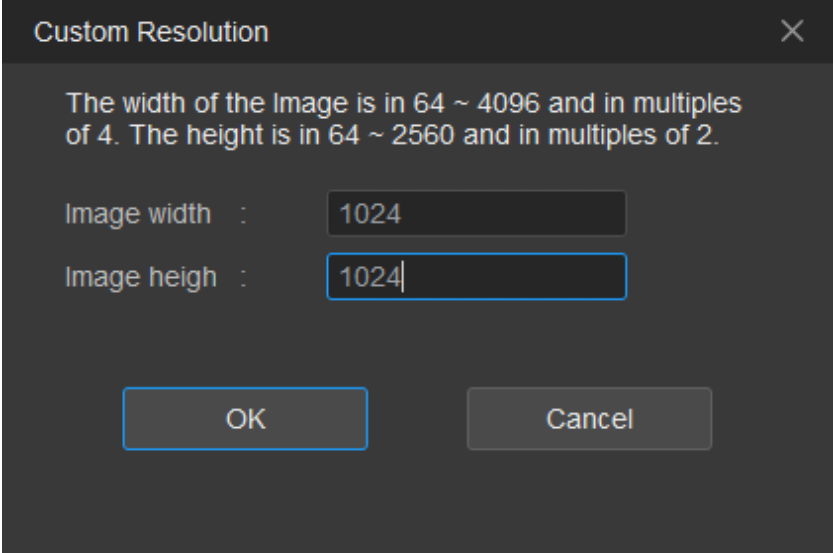 Custom Resolution
The width of the Image is in 64 ~ 4096 and in multiples
of 4. The height is in 64 ~ 2560 and in multiples of 2.
Image width : 1024
Image heigh : 1024
OK Cancel